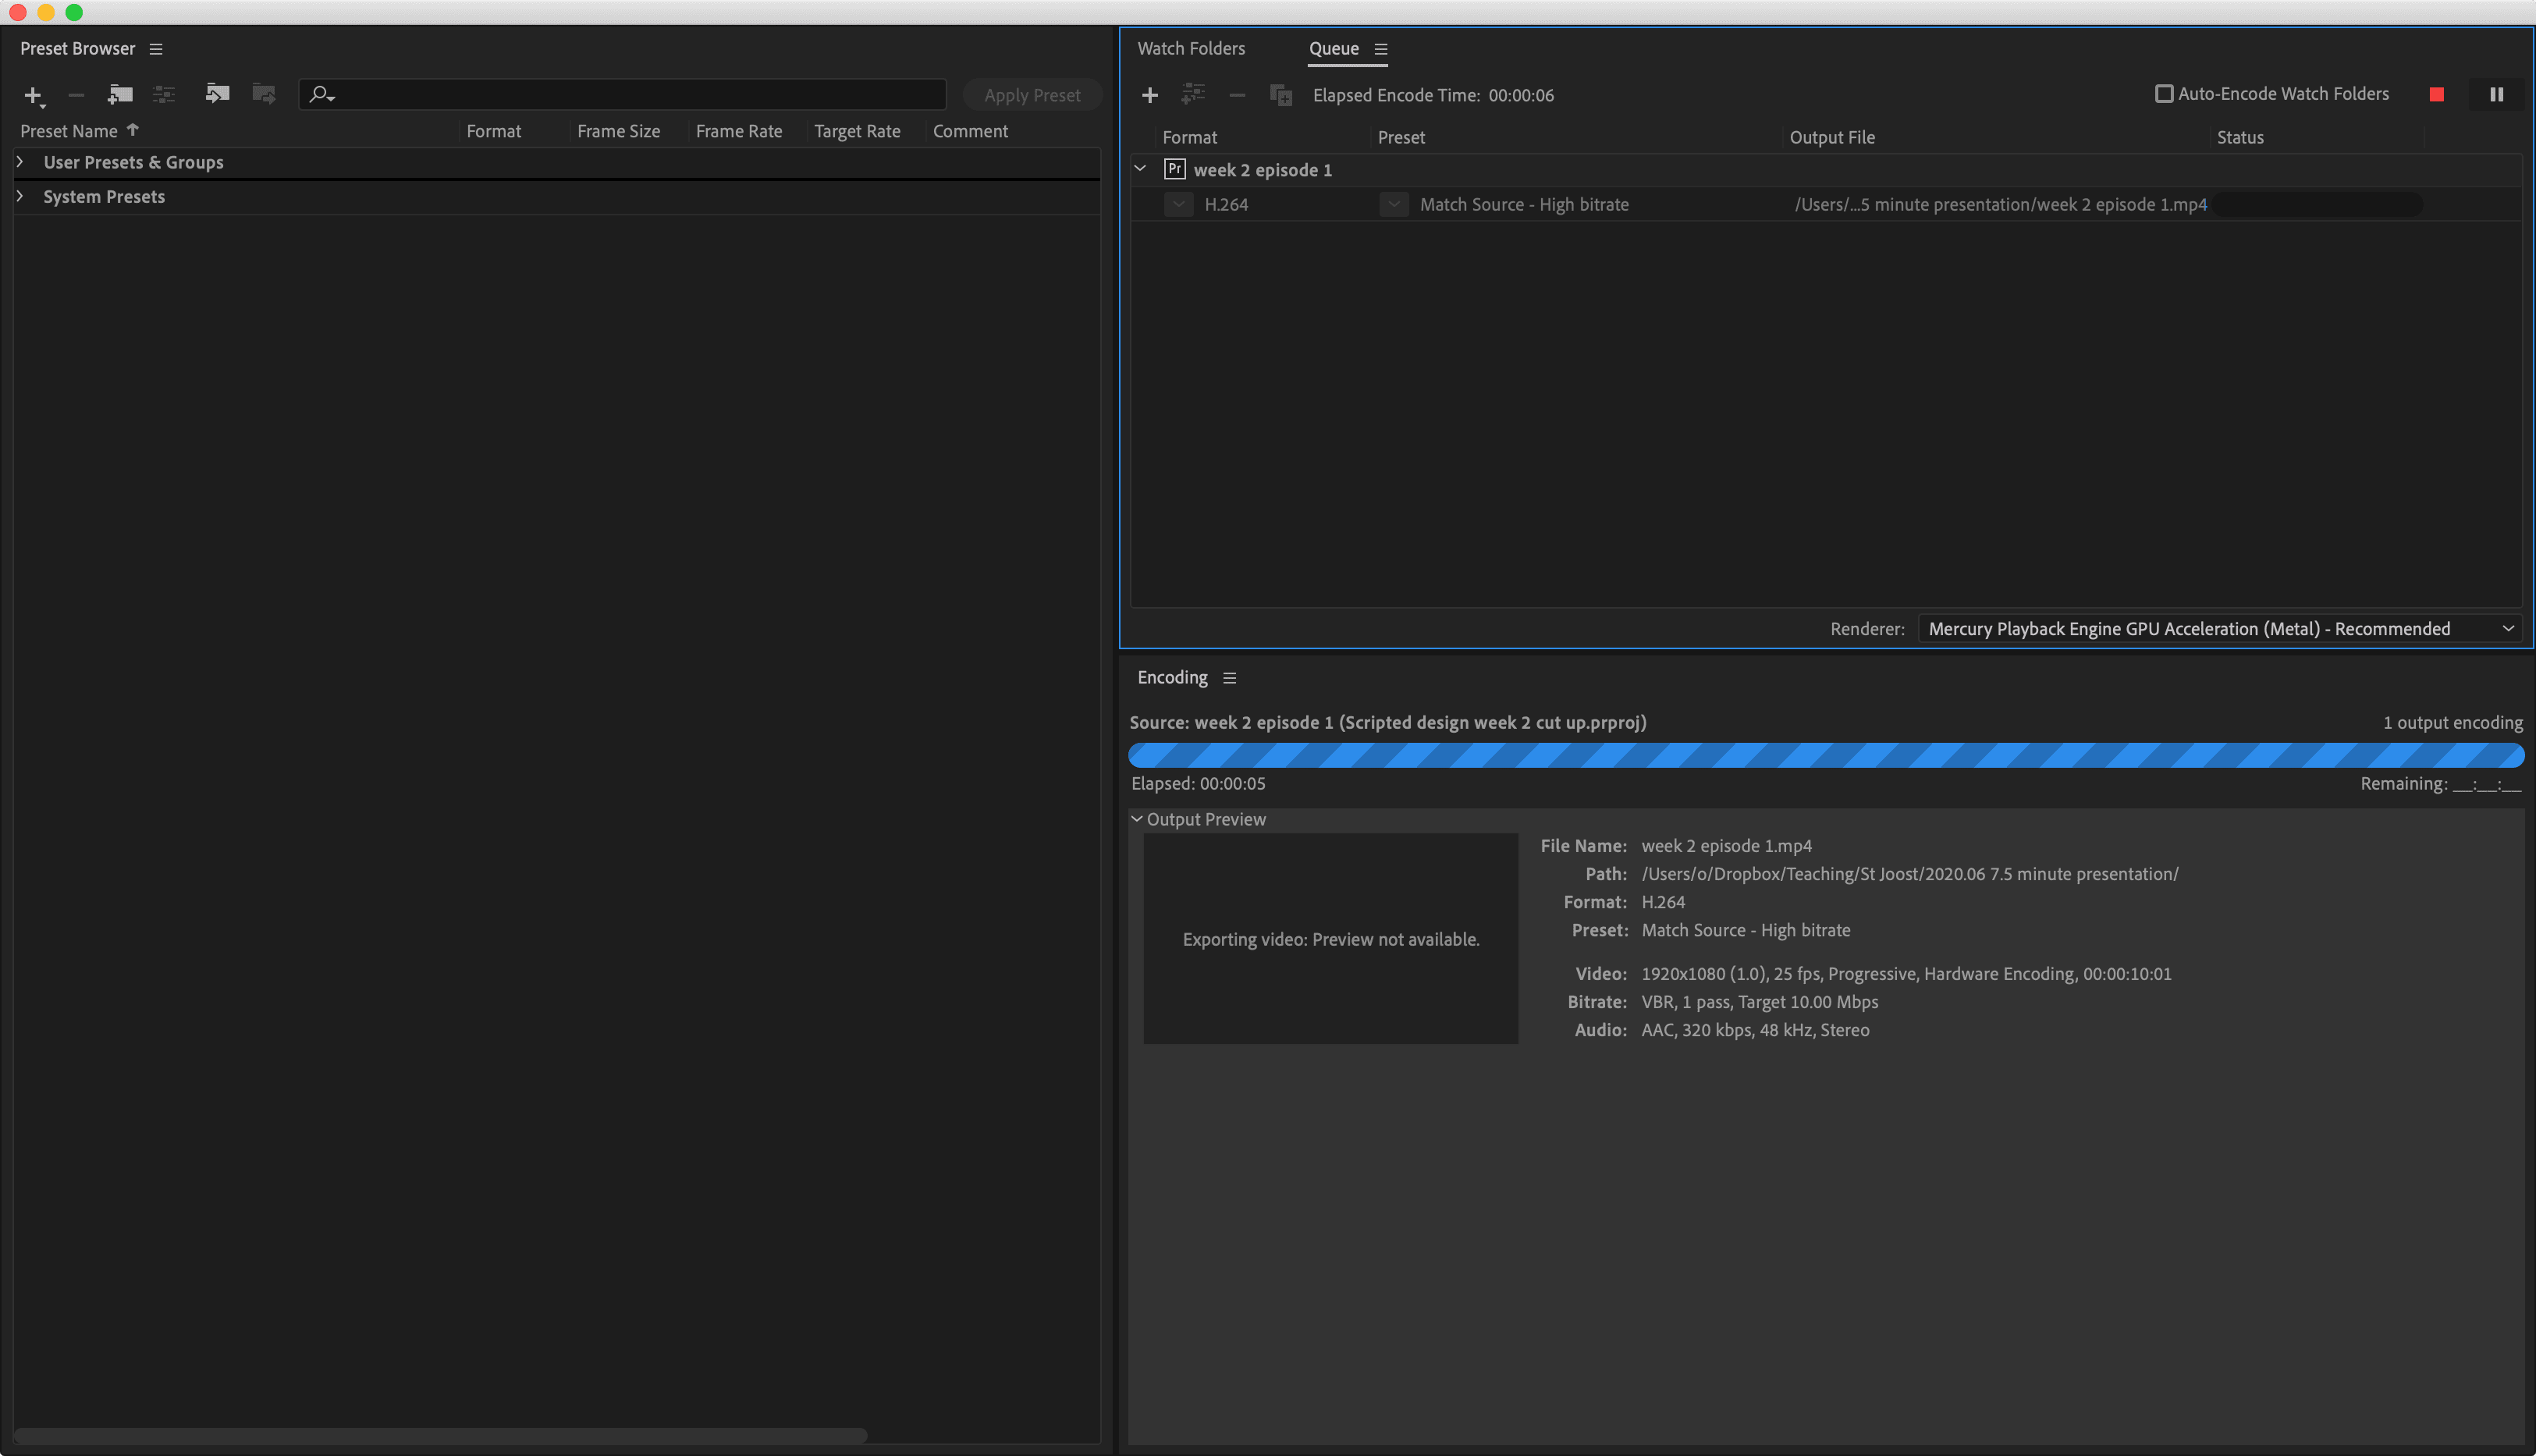 Preset Browser
Apply Preset
Preset Name Format Frame Size Frame Rate Target Rate Comment
User Presets & Groups
System Presets
Watch Folders Queue
Elapsed Encode Time: 00:00:06 Auto-Encode Watch Folders
Format Preset Output File Status
Pr week 2 episode 1
H.264 Match Source - High bitrate /Users/...5 minute presentation/week 2 episode 1.mp4
Renderer: Mercury Playback Engine GPU Acceleration (Metal) - Recommended
Encoding
Source: week 2 episode 1 (Scripted design week 2 cut up.prproj) 1 output encoding
Elapsed: 00:00:05 Remaining: __:__:__
Output Preview
Exporting video: Preview not available.
File Name: week 2 episode 1.mp4
Path: /Users/o/Dropbox/Teaching/St Joost/2020.06 7.5 minute presentation/
Format: H.264
Preset: Match Source - High bitrate
Video: 1920x1080 (1.0), 25 fps, Progressive, Hardware Encoding, 00:00:10:01
Bitrate: VBR, 1 pass, Target 10.00 Mbps
Audio: AAC, 320 kbps, 48 kHz, Stereo